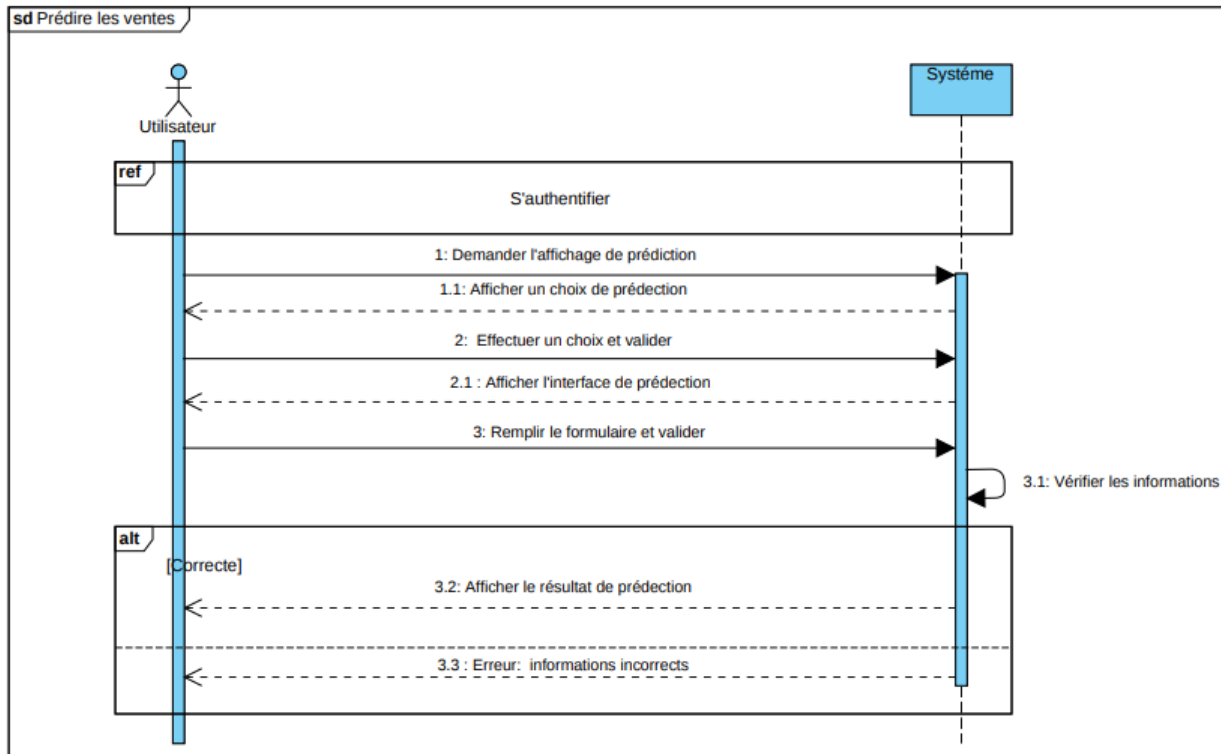 sd Prédire les ventes
Systéme
Utilisateur
ref
S'authentifier
1: Demander l'affichage de prédiction
1.1: Afficher un choix de prédection
2:  Effectuer un choix et valider
2.1 : Afficher l'interface de prédection
3: Remplir le formulaire et valider
3.1: Vérifier les informations
alt
[Correcte]
3.2: Afficher le résultat de prédection
3.3 : Erreur:  informations incorrects